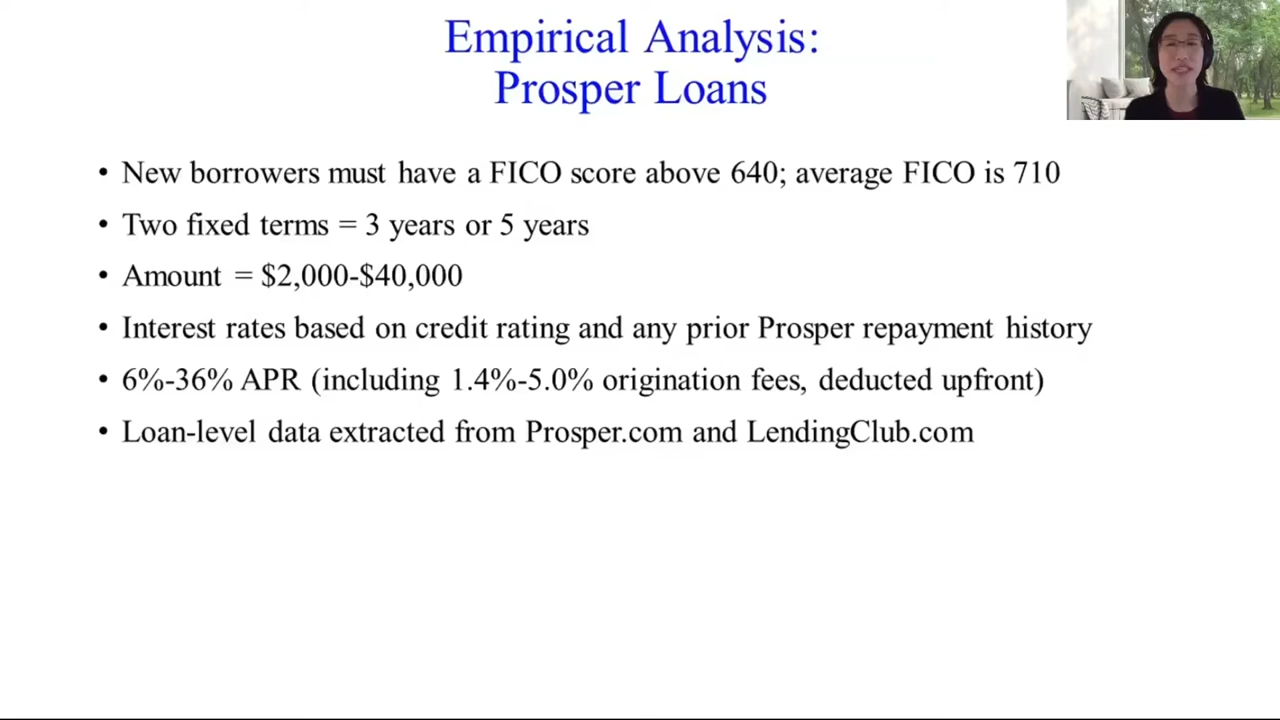 Empirical Analysis:
Prosper Loans
• New borrowers must have a FICO score above 640; average FICO is 710
• Two fixed terms = 3 years or 5 years
• Amount = $2,000-$40,000
• Interest rates based on credit rating and any prior Prosper repayment history
• 6%-36% APR (including 1.4%-5.0% origination fees, deducted upfront)
• Loan-level data extracted from Prosper.com and LendingClub.com